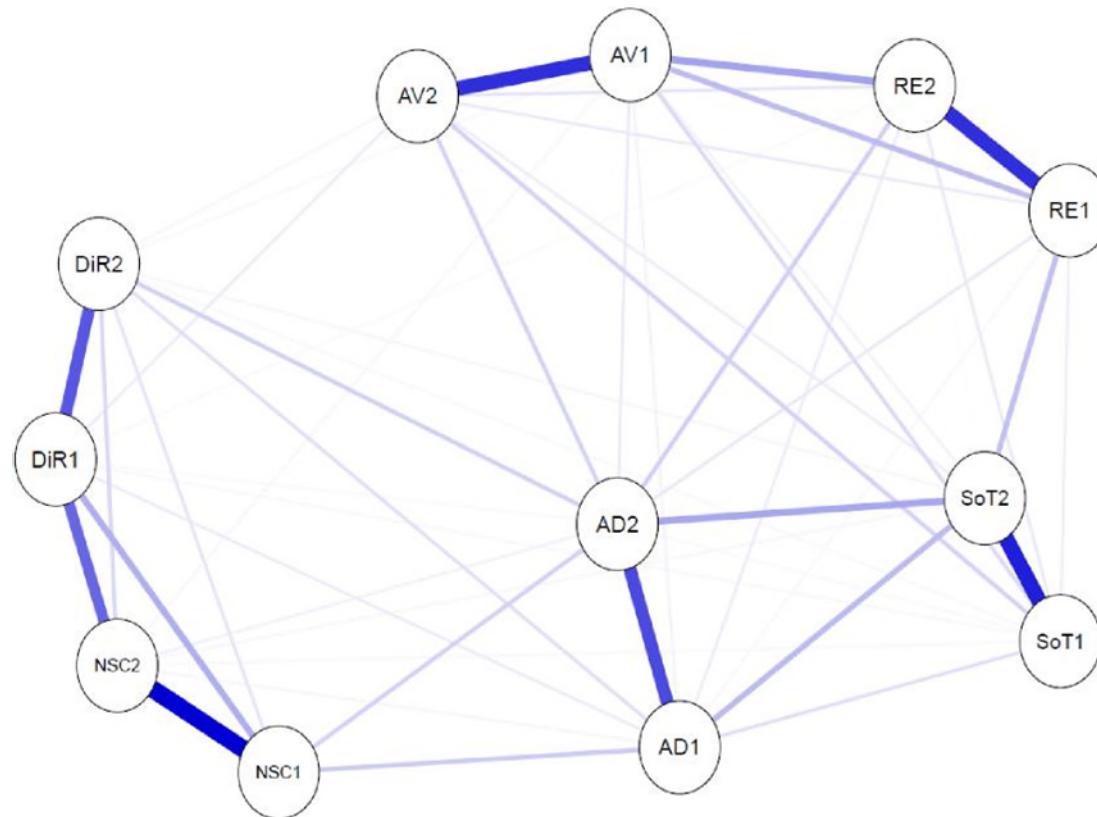 AV1
AV2
RE2
RE1
DiR2
DiR1
AD2
SoT2
SoT1
NSC2
NSC1
AD1